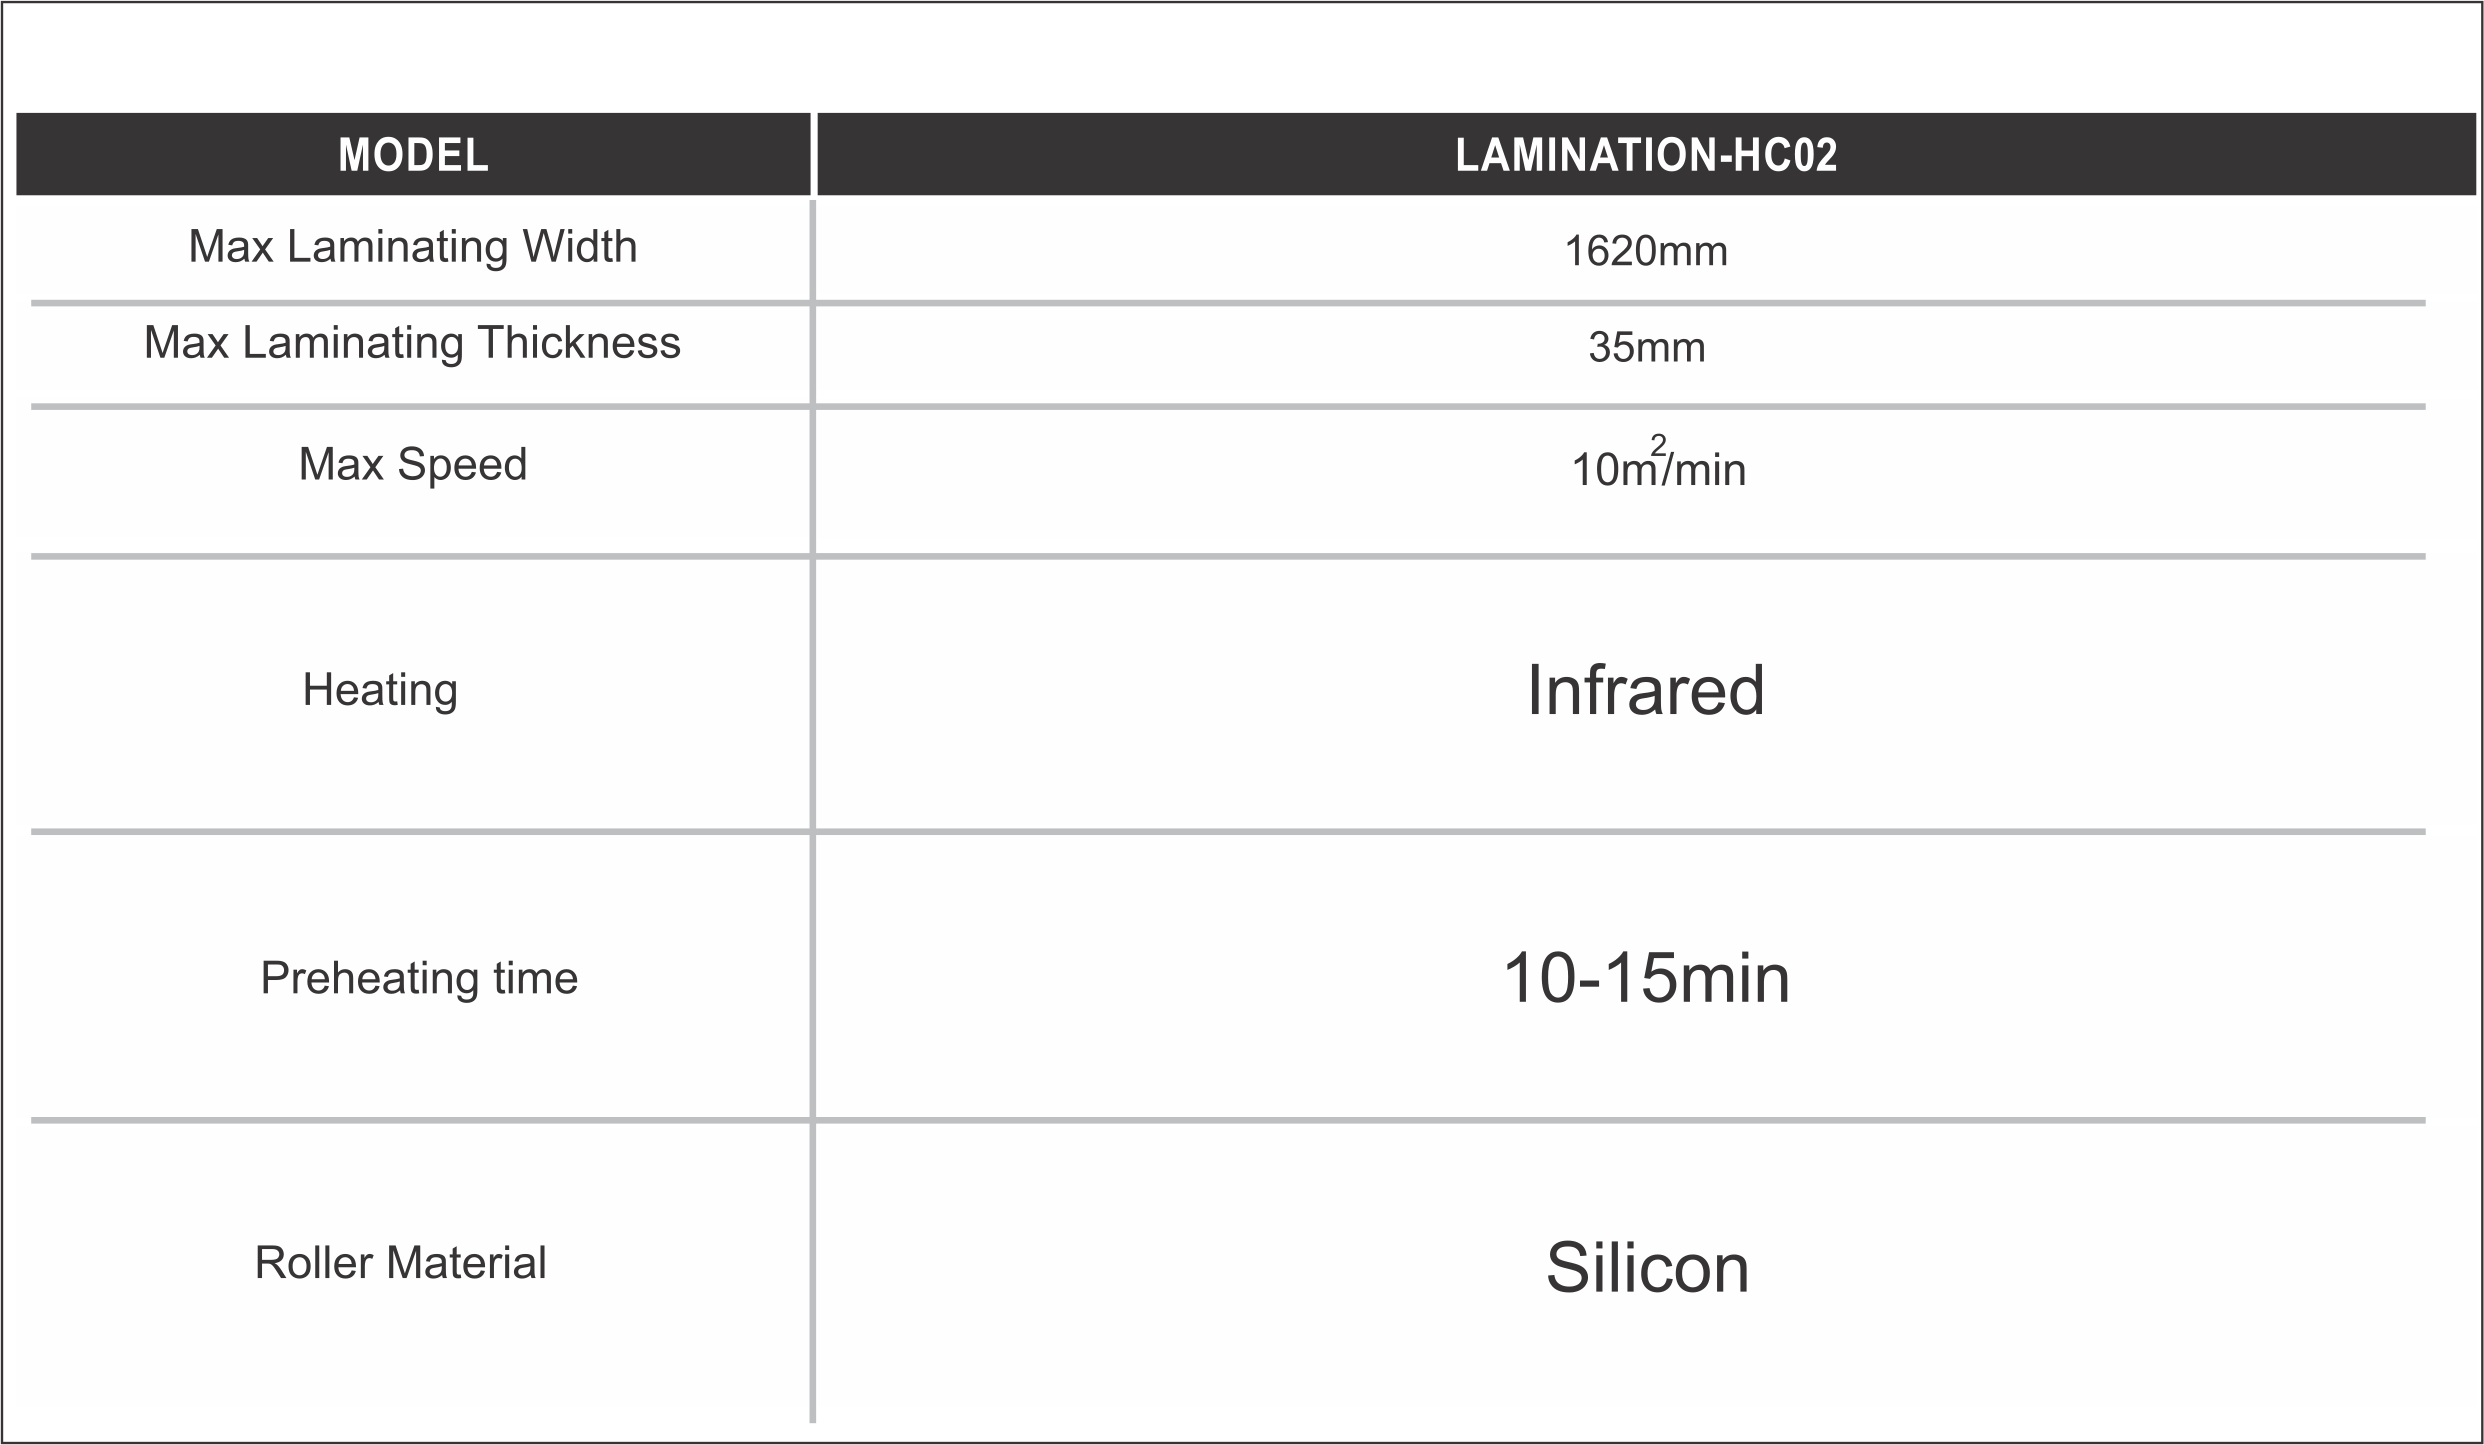 MODEL LAMINATION-HC02
Max Laminating Width 1620mm
Max Laminating Thickness 35mm
Max Speed 10m²/min
Heating Infrared
Preheating time 10-15min
Roller Material Silicon